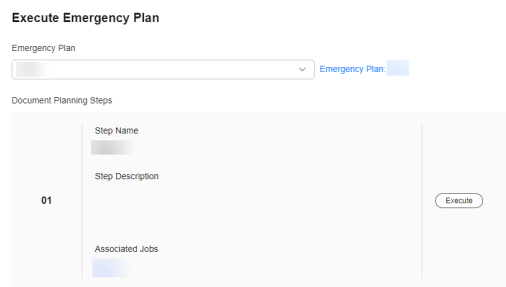 Execute Emergency Plan
Emergency Plan
Emergency Plan:
Document Planning Steps
Step Name
Step Description
01
Execute
Associated Jobs